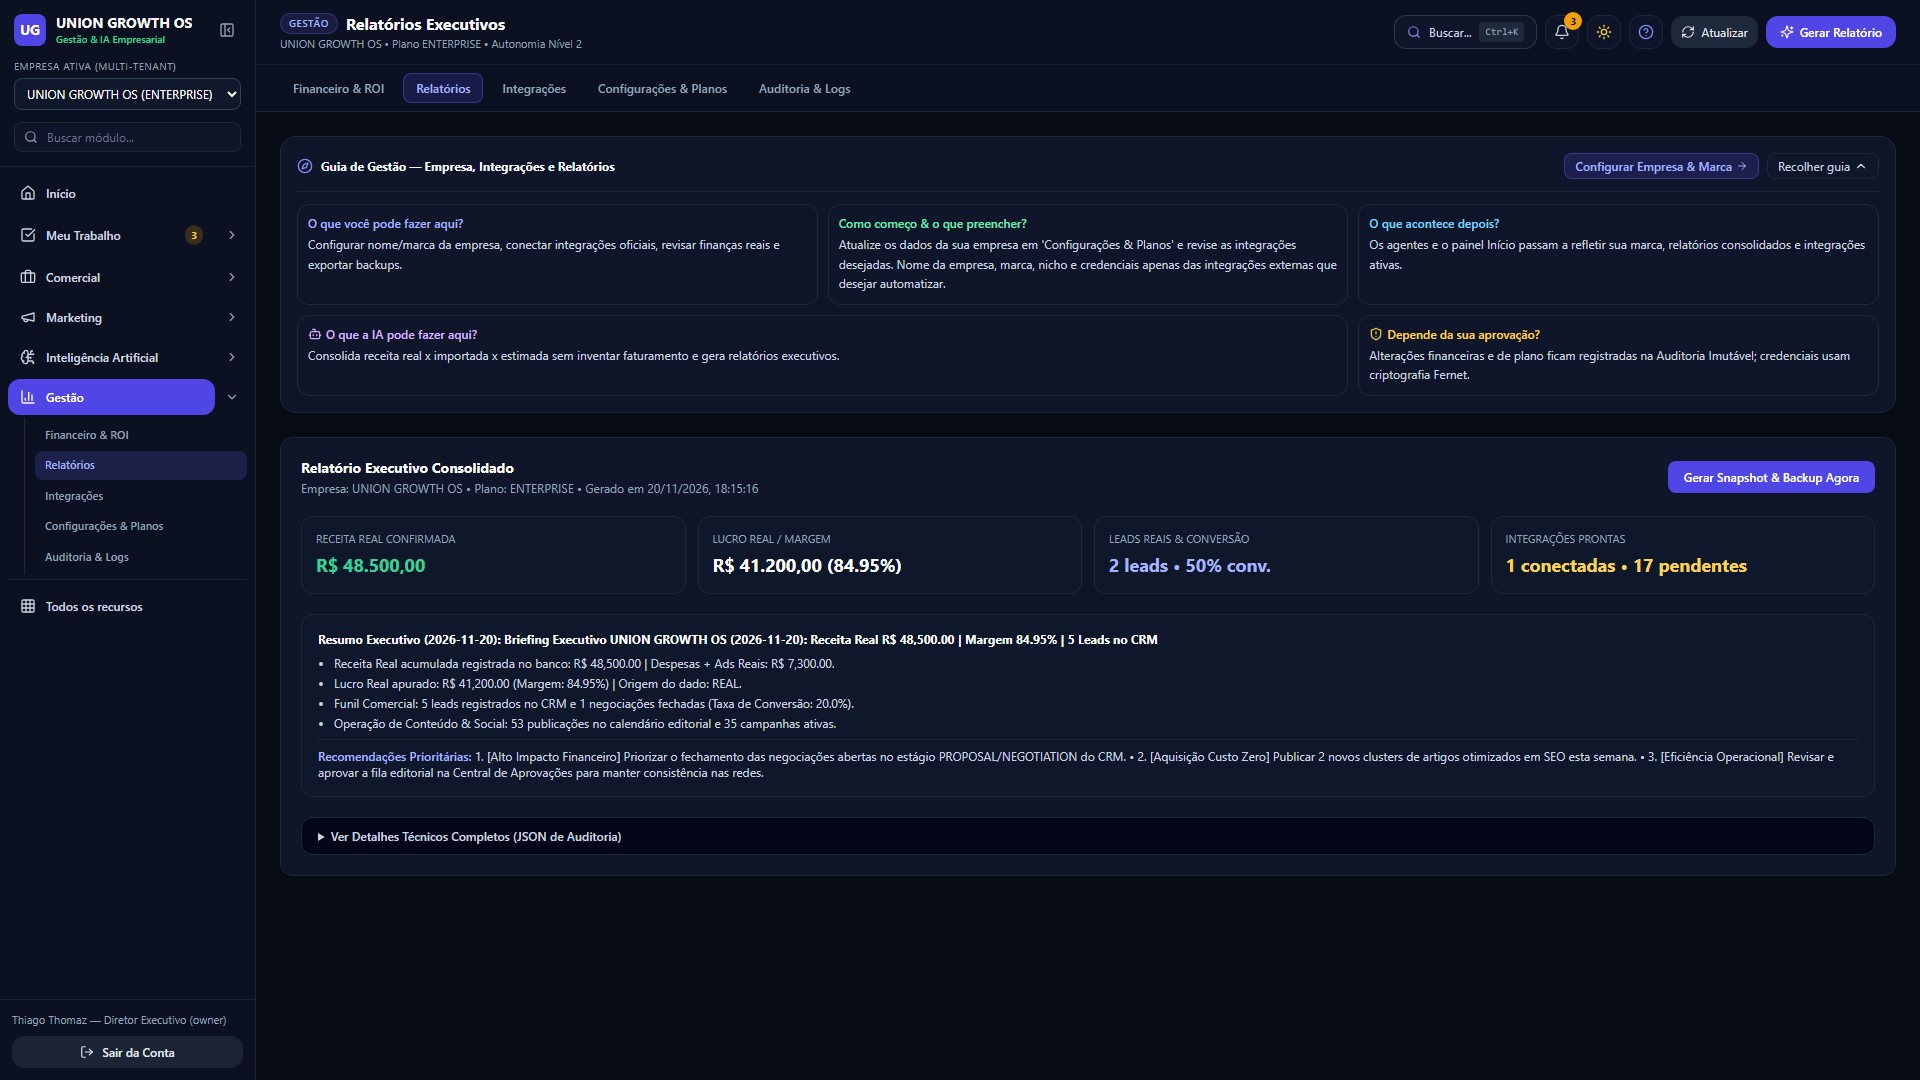 UG
UNION GROWTH OS
Gestão & IA Empresarial
EMPRESA ATIVA (MULTI-TENANT)
UNION GROWTH OS (ENTERPRISE)
Buscar módulo...
Início
Meu Trabalho
3
Comercial
Marketing
Inteligência Artificial
Gestão
Financeiro & ROI
Relatórios
Integrações
Configurações & Planos
Auditoria & Logs
Todos os recursos
Thiago Thomaz — Diretor Executivo (owner)
Sair da Conta
GESTÃO
Relatórios Executivos
UNION GROWTH OS • Plano ENTERPRISE • Autonomia Nível 2
Buscar...
Ctrl+K
3
Atualizar
Gerar Relatório
Financeiro & ROI
Relatórios
Integrações
Configurações & Planos
Auditoria & Logs
Guia de Gestão — Empresa, Integrações e Relatórios
Configurar Empresa & Marca →
Recolher guia
O que você pode fazer aqui?
Configurar nome/marca da empresa, conectar integrações oficiais, revisar finanças reais e
exportar backups.
Como começo & o que preencher?
Atualize os dados da sua empresa em 'Configurações & Planos' e revise as integrações
desejadas. Nome da empresa, marca, nicho e credenciais apenas das integrações externas que
desejar automatizar.
O que acontece depois?
Os agentes e o painel Início passam a refletir sua marca, relatórios consolidados e integrações
ativas.
O que a IA pode fazer aqui?
Consolida receita real x importada x estimada sem inventar faturamento e gera relatórios executivos.
Depende da sua aprovação?
Alterações financeiras e de plano ficam registradas na Auditoria Imutável; credenciais usam
criptografia Fernet.
Relatório Executivo Consolidado
Empresa: UNION GROWTH OS • Plano: ENTERPRISE • Gerado em 20/11/2026, 18:15:16
Gerar Snapshot & Backup Agora
RECEITA REAL CONFIRMADA
R$ 48.500,00
LUCRO REAL / MARGEM
R$ 41.200,00 (84.95%)
LEADS REAIS & CONVERSÃO
2 leads • 50% conv.
INTEGRAÇÕES PRONTAS
1 conectadas • 17 pendentes
Resumo Executivo (2026-11-20): Briefing Executivo UNION GROWTH OS (2026-11-20): Receita Real R$ 48,500.00 | Margem 84.95% | 5 Leads no CRM
• Receita Real acumulada registrada no banco: R$ 48,500.00 | Despesas + Ads Reais: R$ 7,300.00.
• Lucro Real apurado: R$ 41,200.00 (Margem: 84.95%) | Origem do dado: REAL.
• Funil Comercial: 5 leads registrados no CRM e 1 negociações fechadas (Taxa de Conversão: 20.0%).
• Operação de Conteúdo & Social: 53 publicações no calendário editorial e 35 campanhas ativas.
Recomendações Prioritárias: 1. [Alto Impacto Financeiro] Priorizar o fechamento das negociações abertas no estágio PROPOSAL/NEGOTIATION do CRM. • 2. [Aquisição Custo Zero] Publicar 2 novos clusters de artigos otimizados em SEO esta semana. • 3. [Eficiência Operacional] Revisar e
aprovar a fila editorial na Central de Aprovações para manter consistência nas redes.
Ver Detalhes Técnicos Completos (JSON de Auditoria)